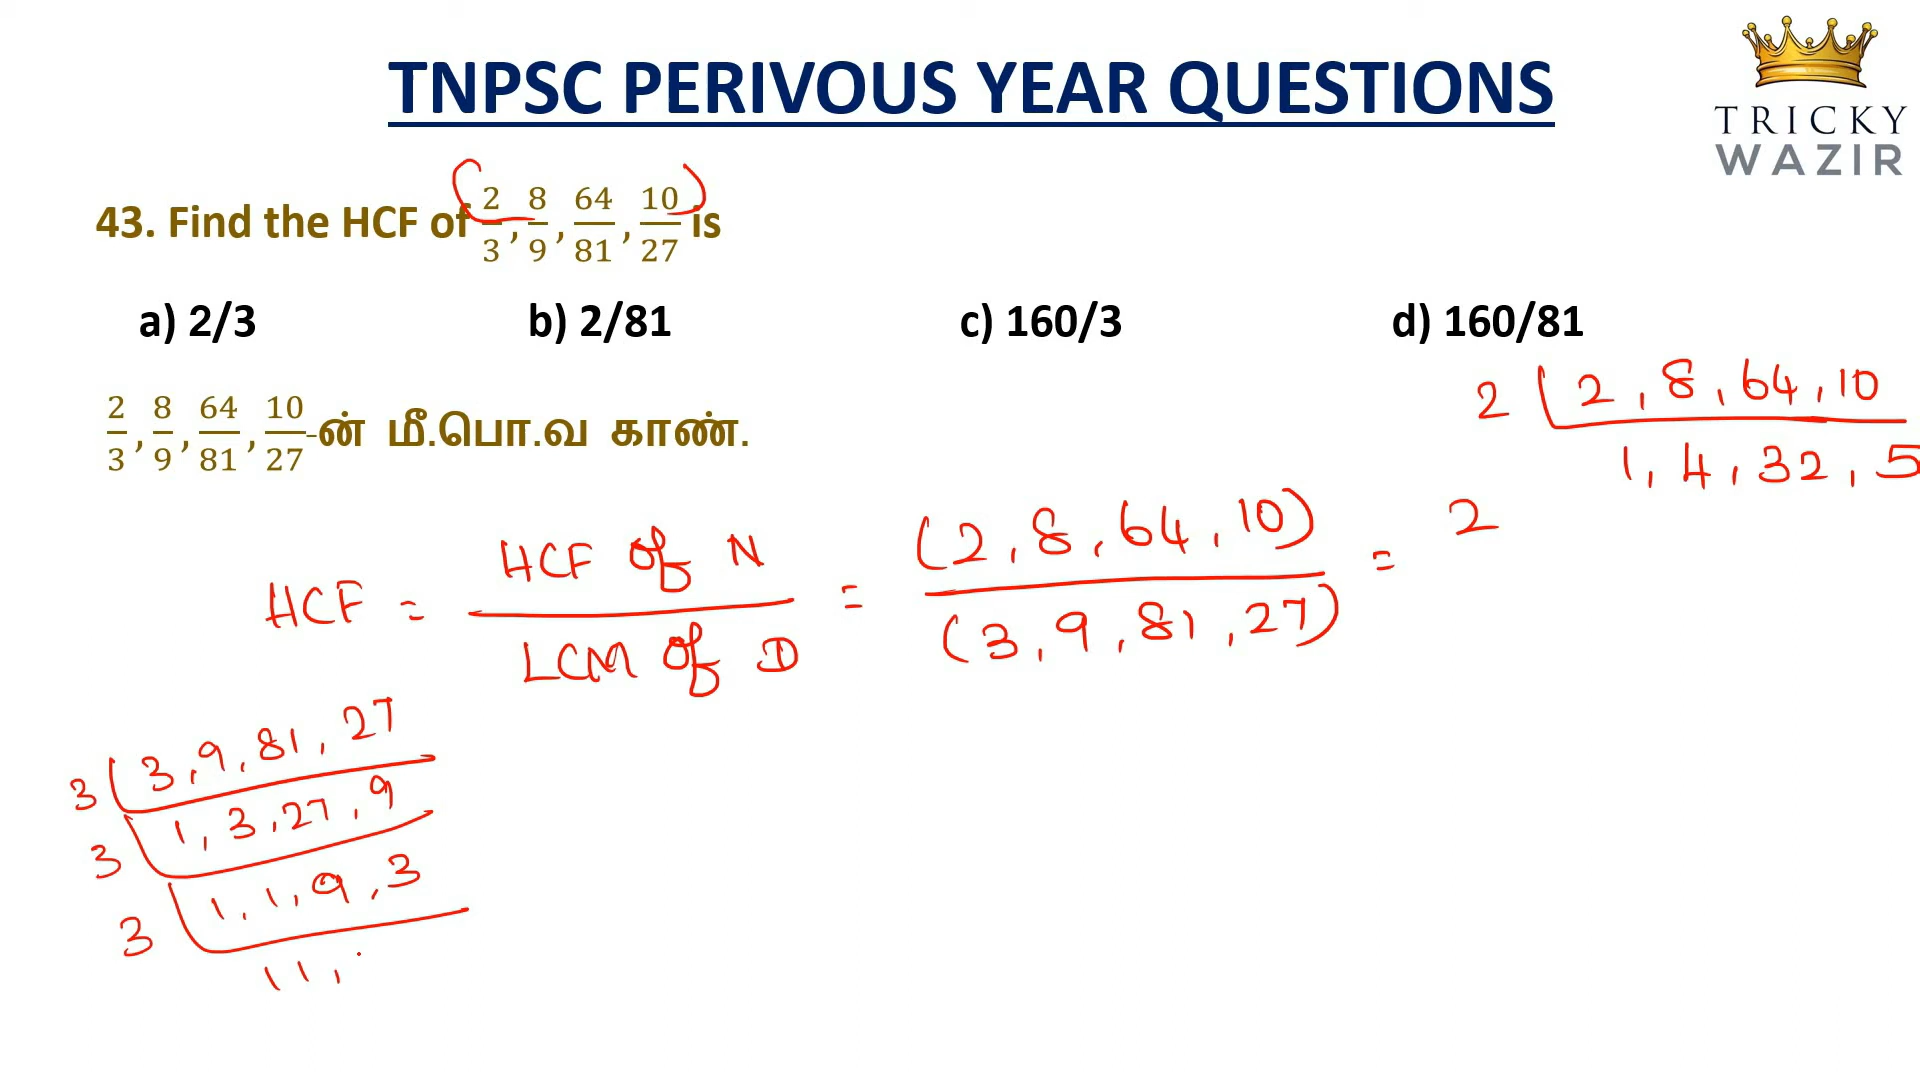 TNPSC PERIVOUS YEAR QUESTIONS
TRICKY
WAZIR
43. Find the HCF of 2/3, 8/9, 64/81, 10/27 is
a) 2/3 b) 2/81 c) 160/3 d) 160/81
2/3, 8/9, 64/81, 10/27-ன் மீ.பொ.வ காண்.
2 | 2, 8, 64, 10
1, 4, 32, 5
HCF = HCF of N / LCM of D = (2, 8, 64, 10) / (3, 9, 81, 27) = 2
3 | 3, 9, 81, 27
3 | 1, 3, 27, 9
3 | 1, 1, 9, 3
1 1 ,